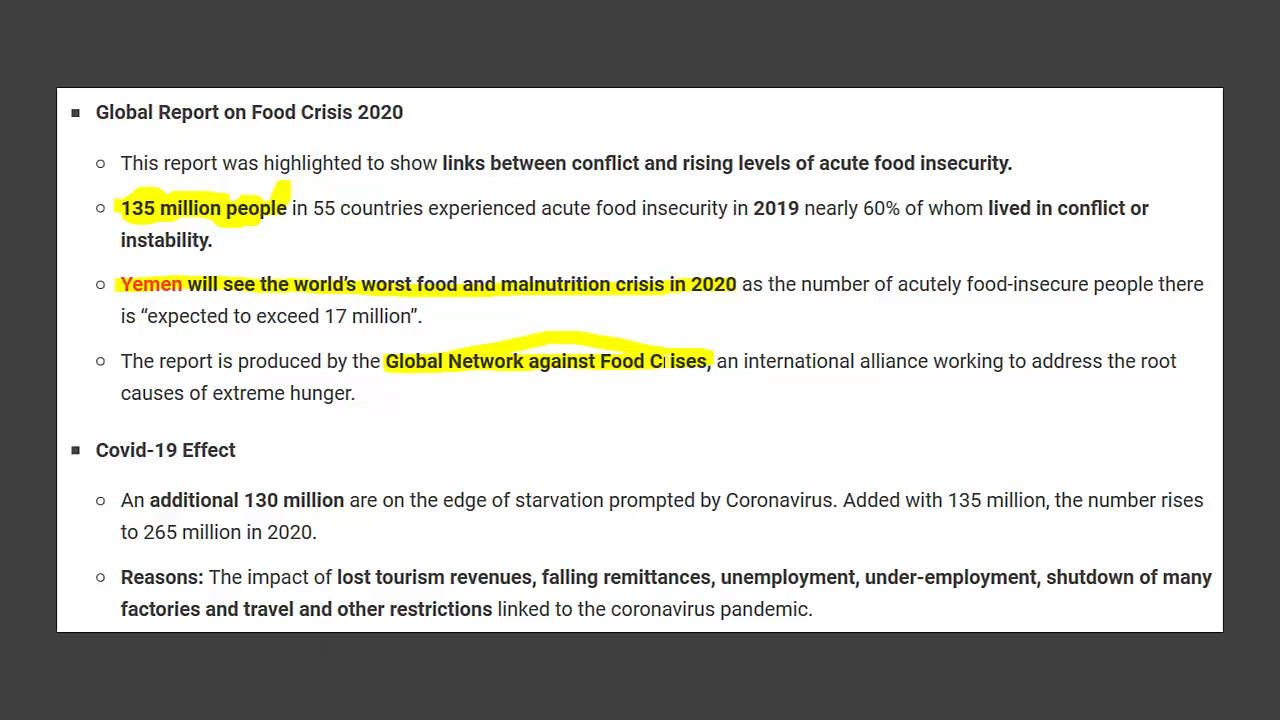 Global Report on Food Crisis 2020
This report was highlighted to show links between conflict and rising levels of acute food insecurity.
135 million people in 55 countries experienced acute food insecurity in 2019 nearly 60% of whom lived in conflict or
instability.
Yemen will see the world's worst food and malnutrition crisis in 2020 as the number of acutely food-insecure people there
is “expected to exceed 17 million”.
The report is produced by the Global Network against Food Crises, an international alliance working to address the root
causes of extreme hunger.
Covid-19 Effect
An additional 130 million are on the edge of starvation prompted by Coronavirus. Added with 135 million, the number rises
to 265 million in 2020.
Reasons: The impact of lost tourism revenues, falling remittances, unemployment, under-employment, shutdown of many
factories and travel and other restrictions linked to the coronavirus pandemic.